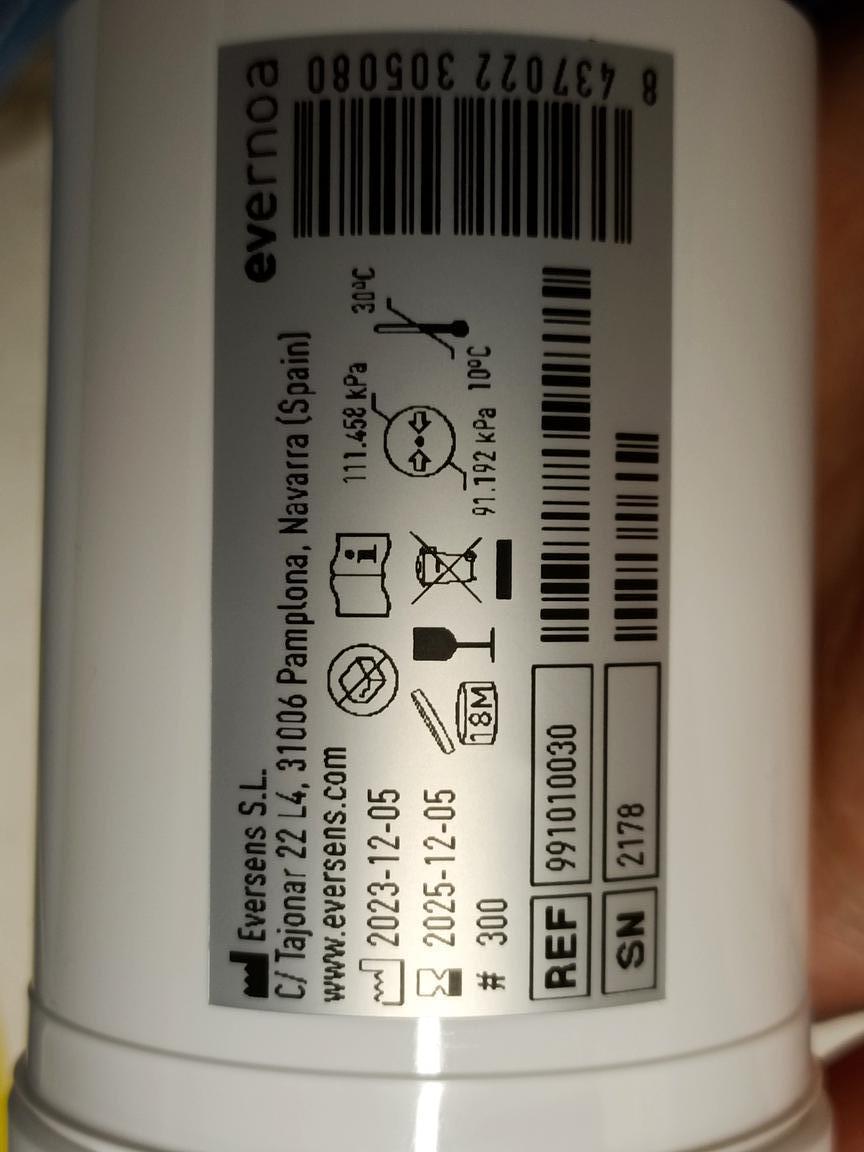 Eversens S.L.
C/ Tajonar 22 L4, 31006 Pamplona, Navarra (Spain)
www.eversens.com
evernoa
2023-12-05
2025-12-05
# 300
18M
111.458 kPa
91.192 kPa
30ºC
10ºC
REF 991010030
SN 2178
8 437022 305080